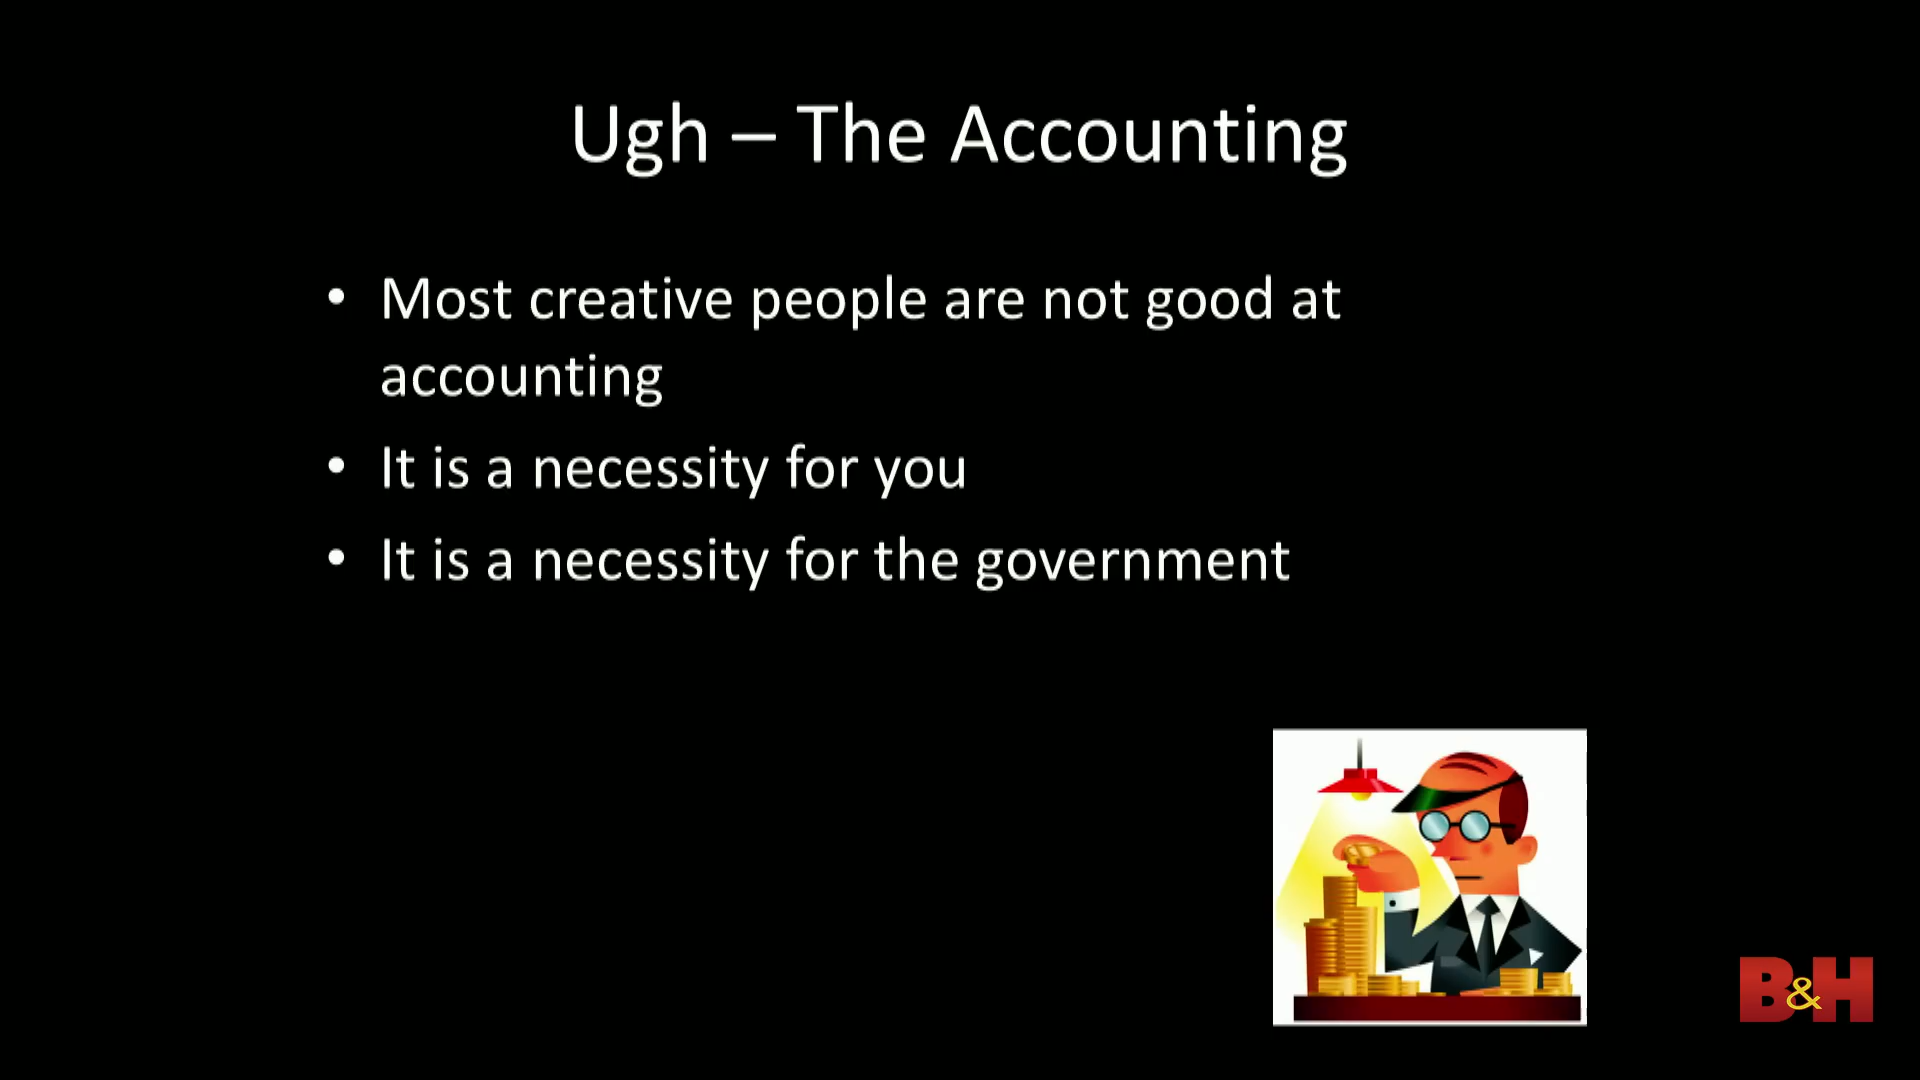 Ugh – The Accounting
• Most creative people are not good at
accounting
• It is a necessity for you
• It is a necessity for the government
B&H